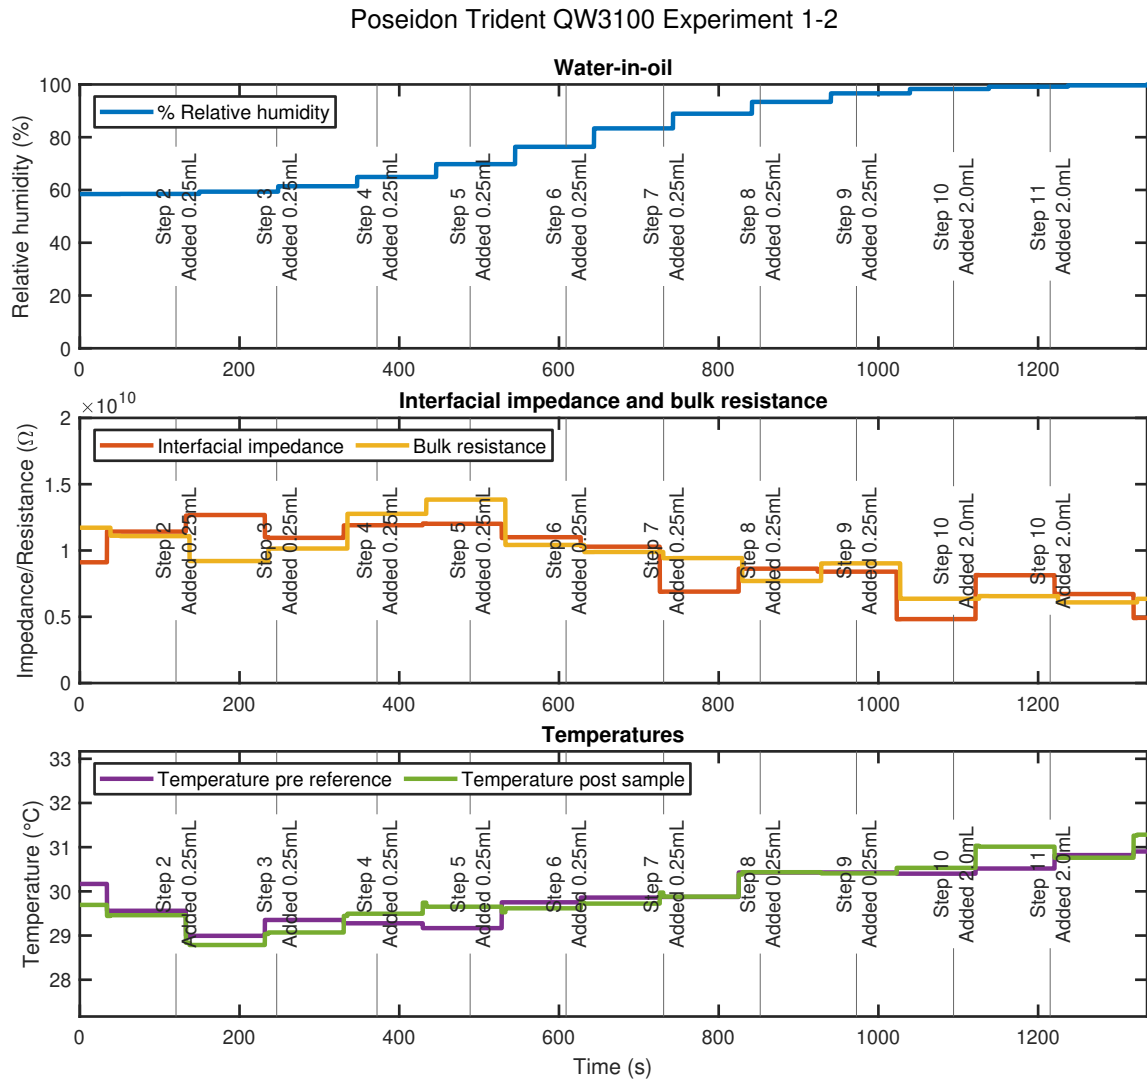 Poseidon Trident QW3100 Experiment 1-2
Water-in-oil
Relative humidity (%)
100
80
60
40
20
0
% Relative humidity
Step 2
Added 0.25mL
Step 3
Added 0.25mL
Step 4
Added 0.25mL
Step 5
Added 0.25mL
Step 6
Added 0.25mL
Step 7
Added 0.25mL
Step 8
Added 0.25mL
Step 9
Added 0.25mL
Step 10
Added 2.0mL
Step 11
Added 2.0mL
0 200 400 600 800 1000 1200
×10^10
Interfacial impedance and bulk resistance
Impedance/Resistance (Ω)
2
1.5
1
0.5
0
Interfacial impedance Bulk resistance
Step 2
Added 0.25mL
Step 3
Added 0.25mL
Step 4
Added 0.25mL
Step 5
Added 0.25mL
Step 6
Added 0.25mL
Step 7
Added 0.25mL
Step 8
Added 0.25mL
Step 9
Added 0.25mL
Step 10
Added 2.0mL
Step 10
Added 2.0mL
0 200 400 600 800 1000 1200
Temperatures
Temperature (°C)
33
32
31
30
29
28
Temperature pre reference Temperature post sample
Step 2
Added 0.25mL
Step 3
Added 0.25mL
Step 4
Added 0.25mL
Step 5
Added 0.25mL
Step 6
Added 0.25mL
Step 7
Added 0.25mL
Step 8
Added 0.25mL
Step 9
Added 0.25mL
Step 10
Added 2.0mL
Step 11
Added 2.0mL
0 200 400 600 800 1000 1200
Time (s)